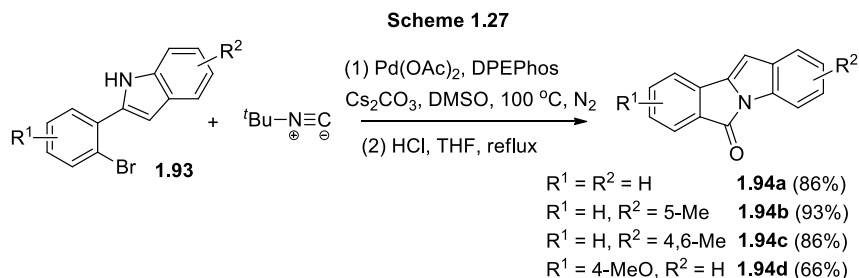 Scheme 1.27
R²
HN
(1) Pd(OAc)₂, DPEPhos
R²
ᵗBu-N≡C
⊕ ⊖
Cs₂CO₃, DMSO, 100 °C, N₂
R¹
+
R¹
N
Br
(2) HCl, THF, reflux
1.93
O
R¹ = R² = H 1.94a (86%)
R¹ = H, R² = 5-Me 1.94b (93%)
R¹ = H, R² = 4,6-Me 1.94c (86%)
R¹ = 4-MeO, R² = H 1.94d (66%)